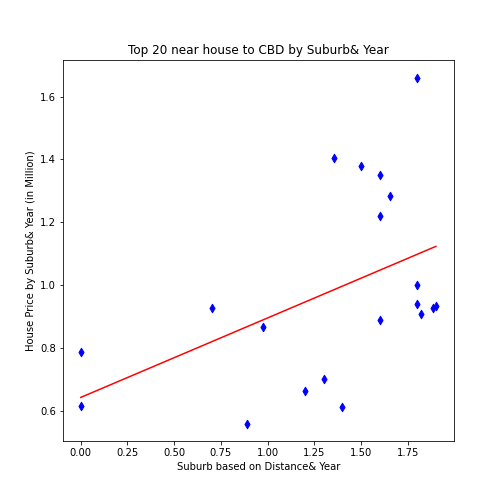 Top 20 near house to CBD by Suburb& Year
House Price by Suburb& Year (in Million)
1.6
1.4
1.2
1.0
0.8
0.6
0.00 0.25 0.50 0.75 1.00 1.25 1.50 1.75
Suburb based on Distance& Year